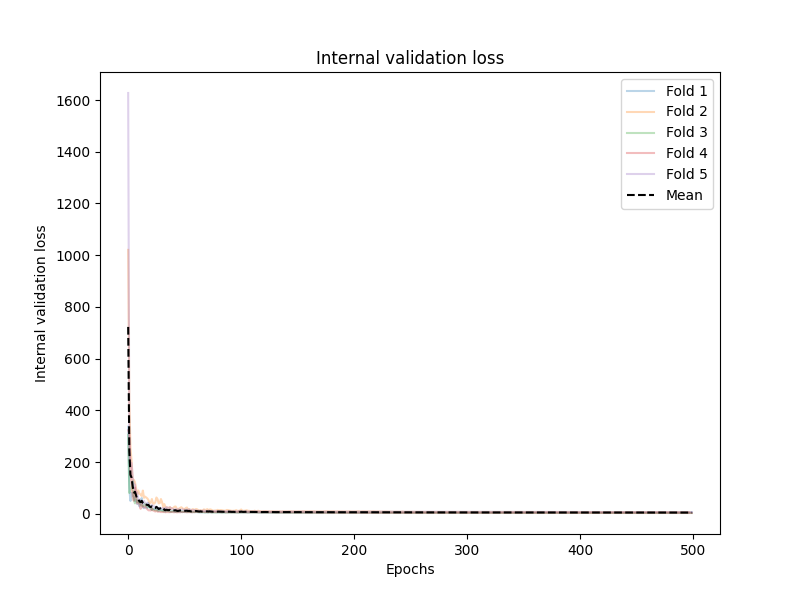 Internal validation loss
Internal validation loss
1600
1400
1200
1000
800
600
400
200
0
0 100 200 300 400 500
Epochs
Fold 1
Fold 2
Fold 3
Fold 4
Fold 5
Mean